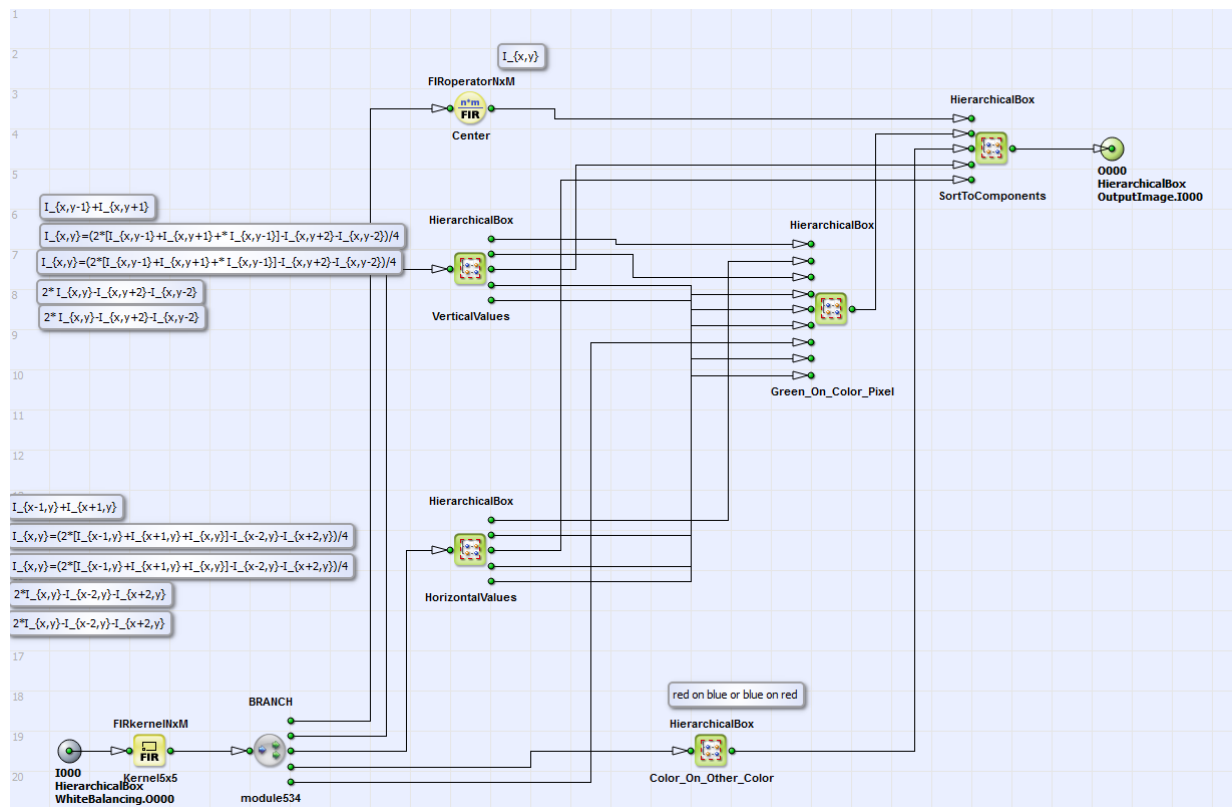 1
2
3
4
5
6
7
8
9
10
11
12
17
18
19
20
I_{x,y}
FIRoperatorNxM
n*m
FIR
Center
HierarchicalBox
SortToComponents
O000
HierarchicalBox
OutputImage.I000
I_{x,y-1}+I_{x,y+1}
I_{x,y}=(2*[I_{x,y-1}+I_{x,y+1}+* I_{x,y-1}]-I_{x,y+2}-I_{x,y-2})/4
I_{x,y}=(2*[I_{x,y-1}+I_{x,y+1}+* I_{x,y-1}]-I_{x,y+2}-I_{x,y-2})/4
2* I_{x,y}-I_{x,y+2}-I_{x,y-2}
2* I_{x,y}-I_{x,y+2}-I_{x,y-2}
HierarchicalBox
VerticalValues
HierarchicalBox
Green_On_Color_Pixel
I_{x-1,y}+I_{x+1,y}
I_{x,y}=(2*[I_{x-1,y}+I_{x+1,y}+I_{x,y}]-I_{x-2,y}-I_{x+2,y})/4
I_{x,y}=(2*[I_{x-1,y}+I_{x+1,y}+I_{x,y}]-I_{x-2,y}-I_{x+2,y})/4
2*I_{x,y}-I_{x-2,y}-I_{x+2,y}
2*I_{x,y}-I_{x-2,y}-I_{x+2,y}
HierarchicalBox
HorizontalValues
red on blue or blue on red
HierarchicalBox
Color_On_Other_Color
BRANCH
module534
FIRkernelNxM
FIR
Kernel5x5
I000
HierarchicalBox
WhiteBalancing.O000